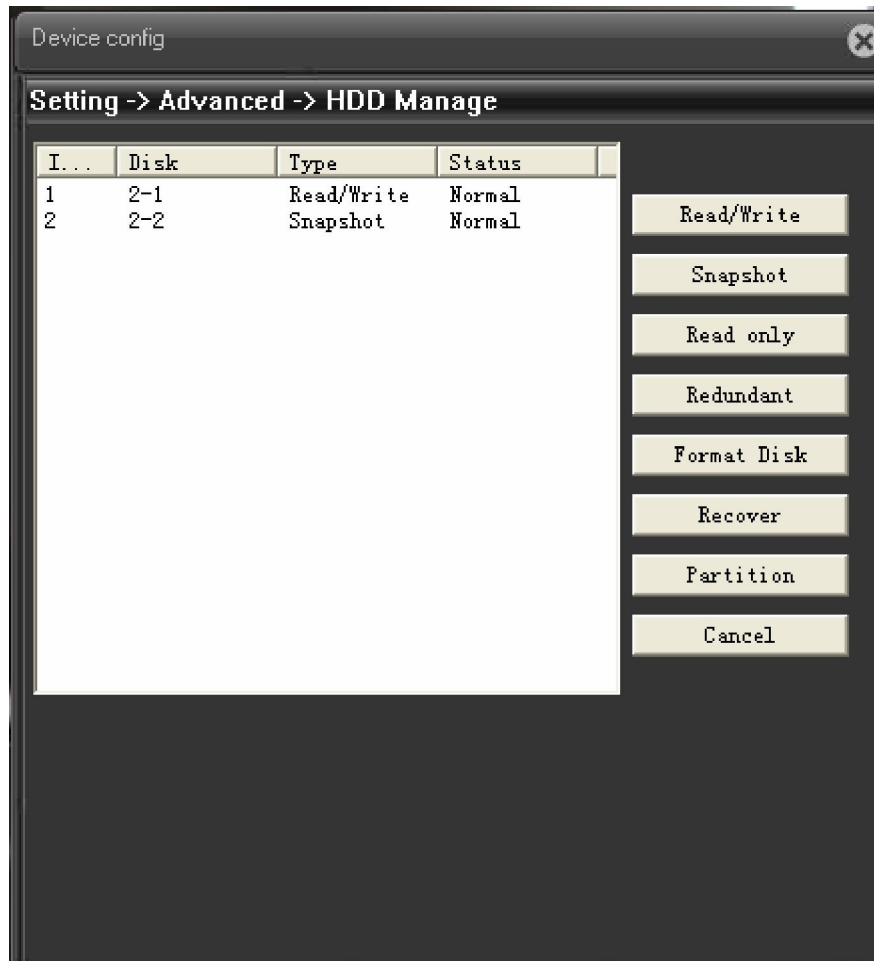 Device config
Setting -> Advanced -> HDD Manage
I... Disk Type Status
1 2-1 Read/Write Normal
2 2-2 Snapshot Normal
Read/Write
Snapshot
Read only
Redundant
Format Disk
Recover
Partition
Cancel